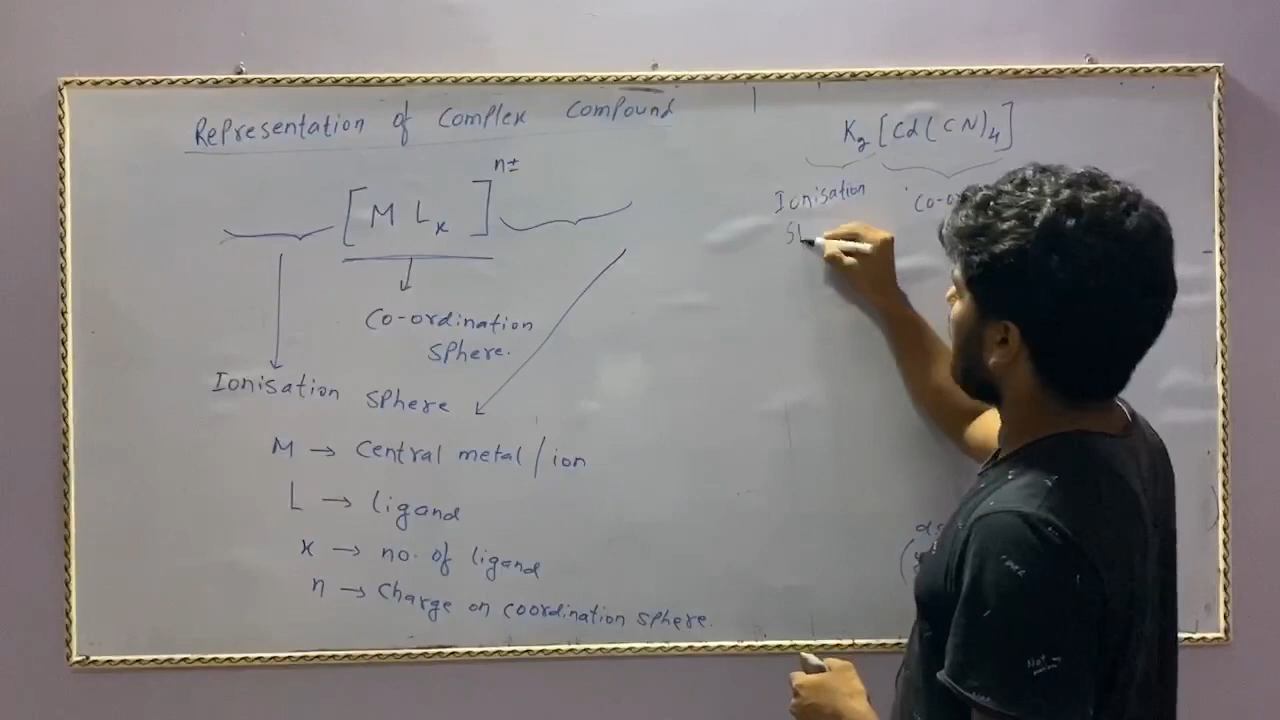 Representation of Complex Compound
[M Lx]n±
Co-ordination
sphere.
Ionisation sphere
M → Central metal/ion
L → ligand
x → no. of ligand
n → Charge on coordination sphere.
K2[Cd(CN)4]
Ionisation